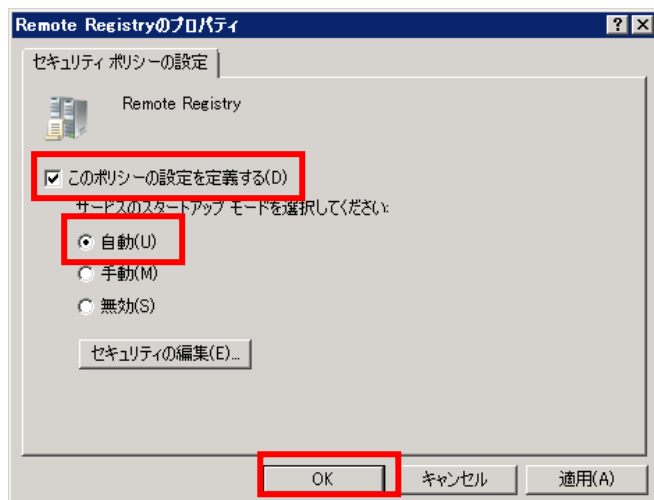 Remote Registryのプロパティ
セキュリティ ポリシーの設定
Remote Registry
このポリシーの設定を定義する(D)
サービスのスタートアップ モードを選択してください:
自動(U)
手動(M)
無効(S)
セキュリティの編集(E)...
OK
キャンセル
適用(A)